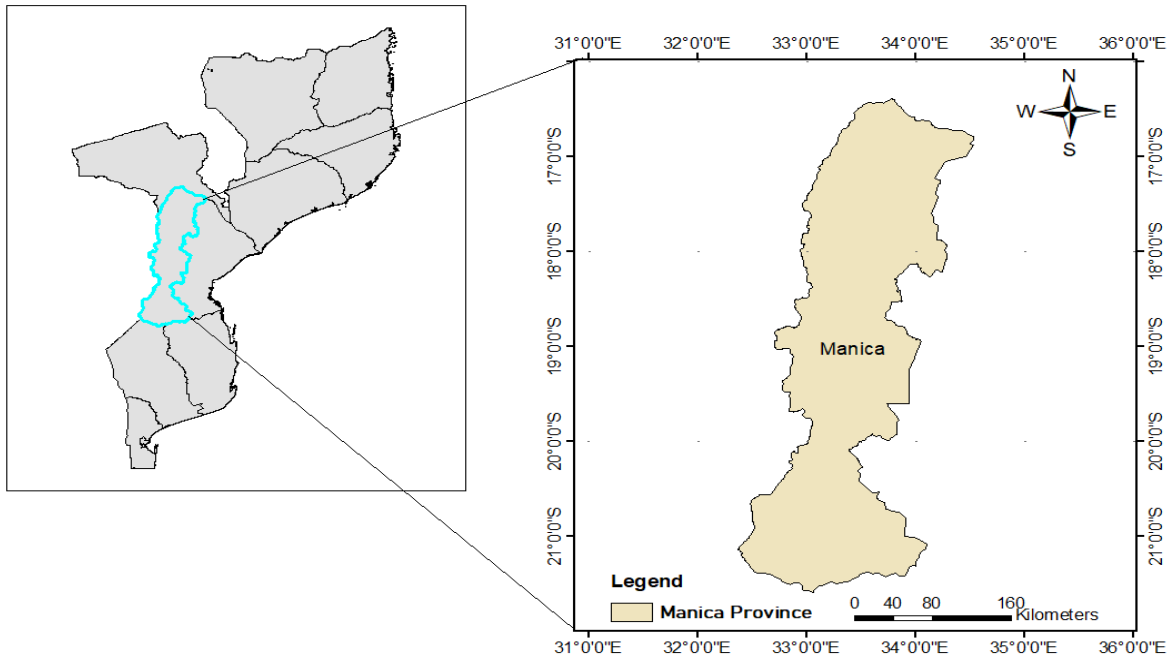 31°0'0"E 32°0'0"E 33°0'0"E 34°0'0"E 35°0'0"E 36°0'0"E
N
W E
S
17°0'0"S 17°0'0"S
18°0'0"S 18°0'0"S
19°0'0"S Manica 19°0'0"S
20°0'0"S 20°0'0"S
21°0'0"S 21°0'0"S
Legend
Manica Province
0 40 80 160
Kilometers
31°0'0"E 32°0'0"E 33°0'0"E 34°0'0"E 35°0'0"E 36°0'0"E